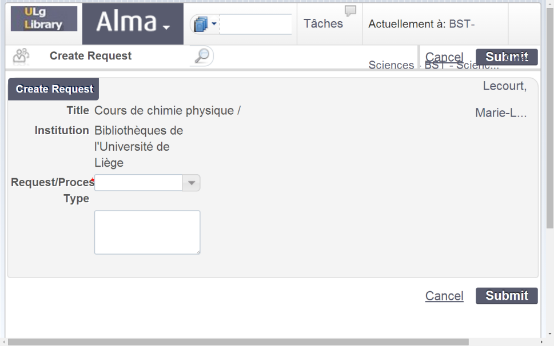 ULg
Library
Alma
Tâches
Actuellement à: BST-
Create Request
Cancel
Submit
Sciences - BST - Scienc...
Lecourt,
Marie-L...
Create Request
Title Cours de chimie physique /
Institution Bibliothèques de
l'Université de
Liège
Request/Proces
Type
Cancel
Submit